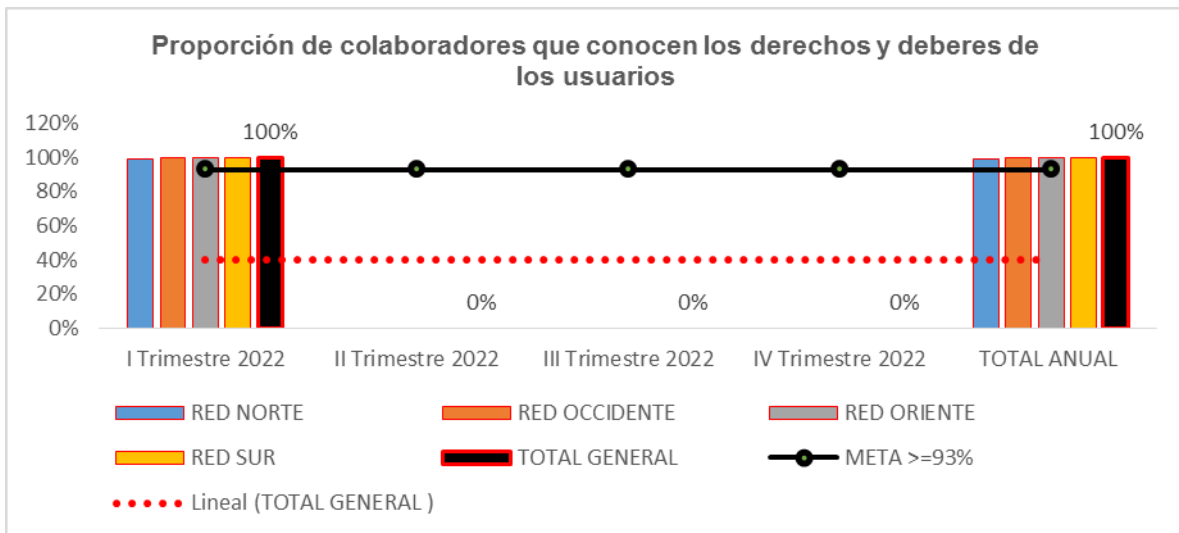 Proporción de colaboradores que conocen los derechos y deberes de
los usuarios
120%
100%
80%
60%
40%
20%
0%
100%
0%
0%
0%
100%
I Trimestre 2022
II Trimestre 2022
III Trimestre 2022
IV Trimestre 2022
TOTAL ANUAL
RED NORTE
RED OCCIDENTE
RED ORIENTE
RED SUR
TOTAL GENERAL
META >=93%
Lineal (TOTAL GENERAL )